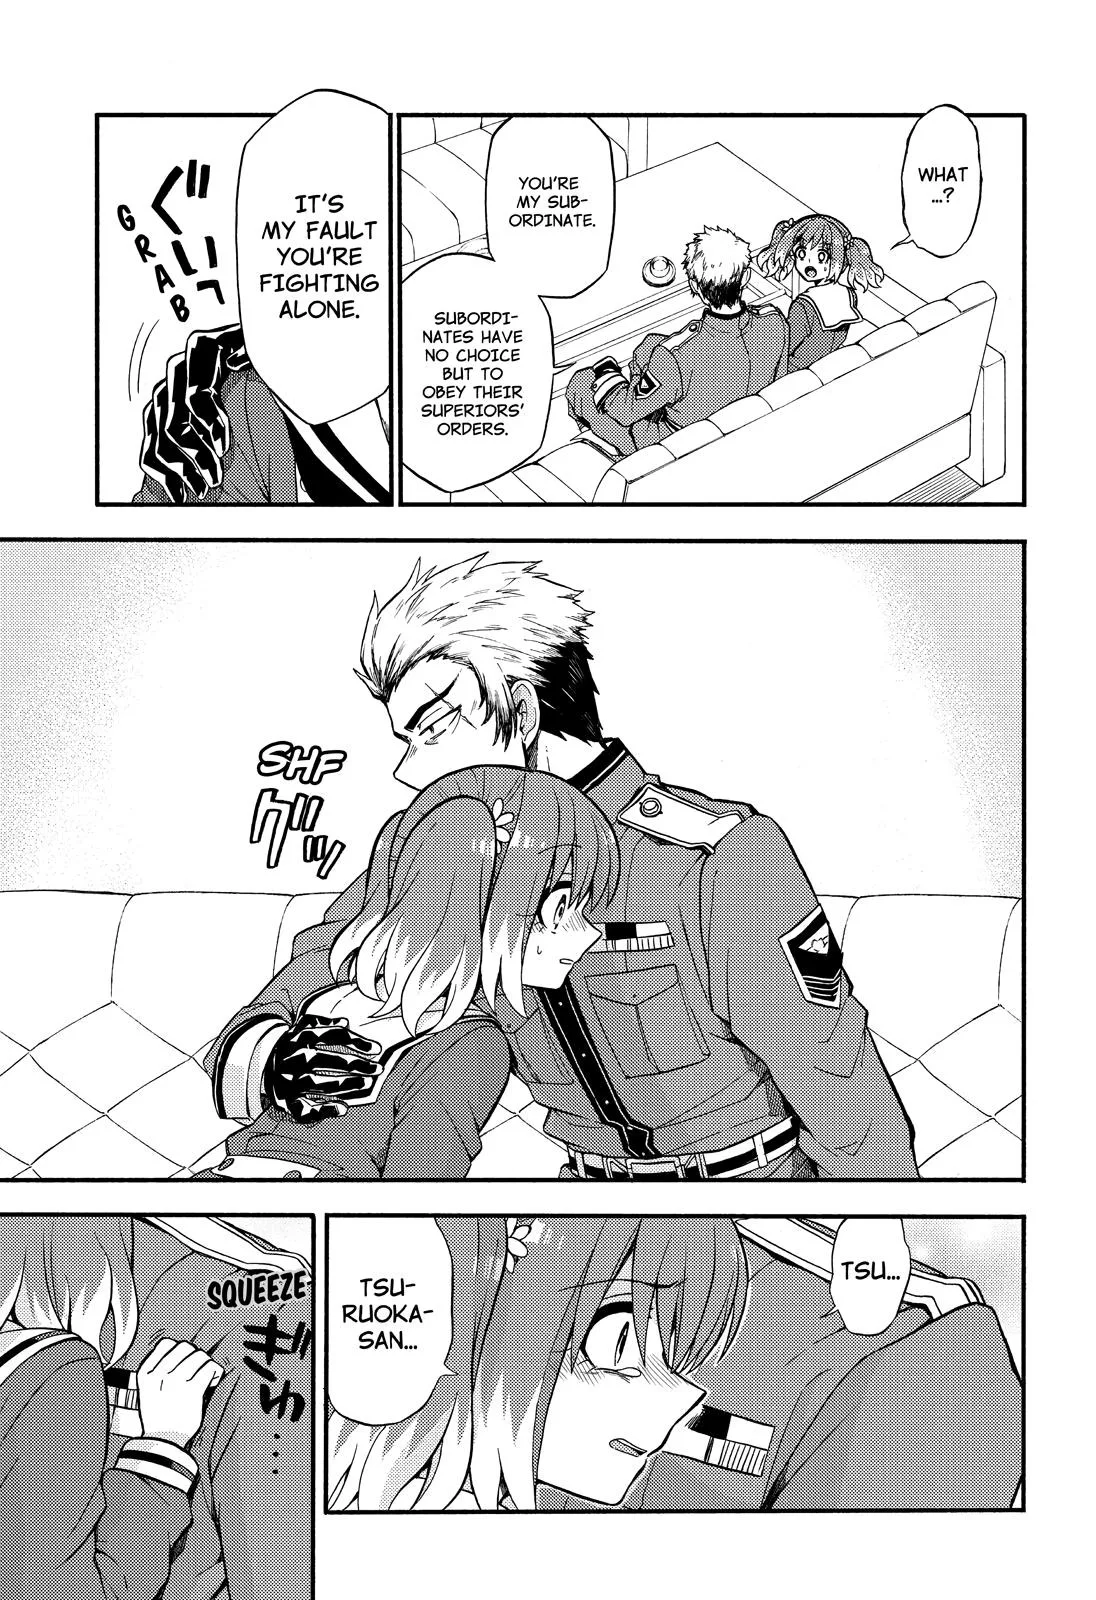 WHAT
...?
YOU'RE
MY SUB-
ORDINATE.
SUBORDI-
NATES HAVE
NO CHOICE
BUT TO
OBEY THEIR
SUPERIORS'
ORDERS.
IT'S
MY FAULT
YOU'RE
FIGHTING
ALONE.
GRAB
ぐいっ
SHF
グッ
TSU...
TSU-
RUOKA-
SAN...
SQUEEZE
ぎゅ...